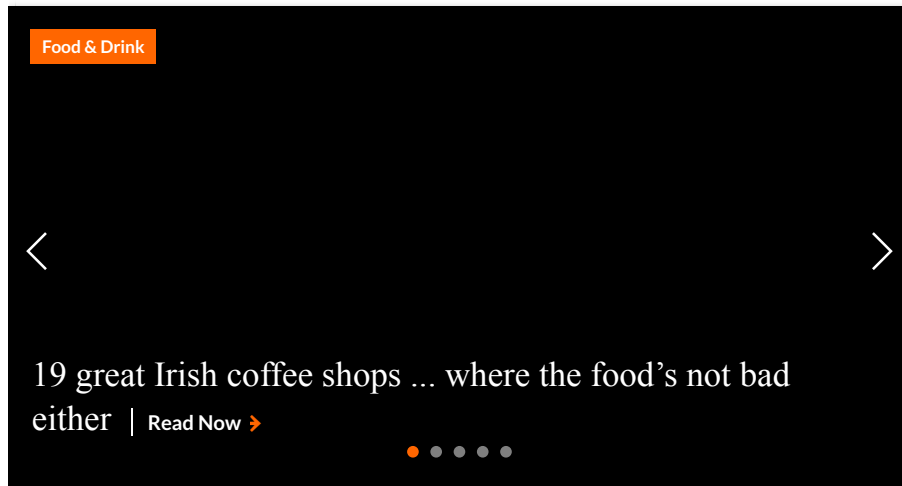 Food & Drink
19 great Irish coffee shops ... where the food’s not bad
either | Read Now